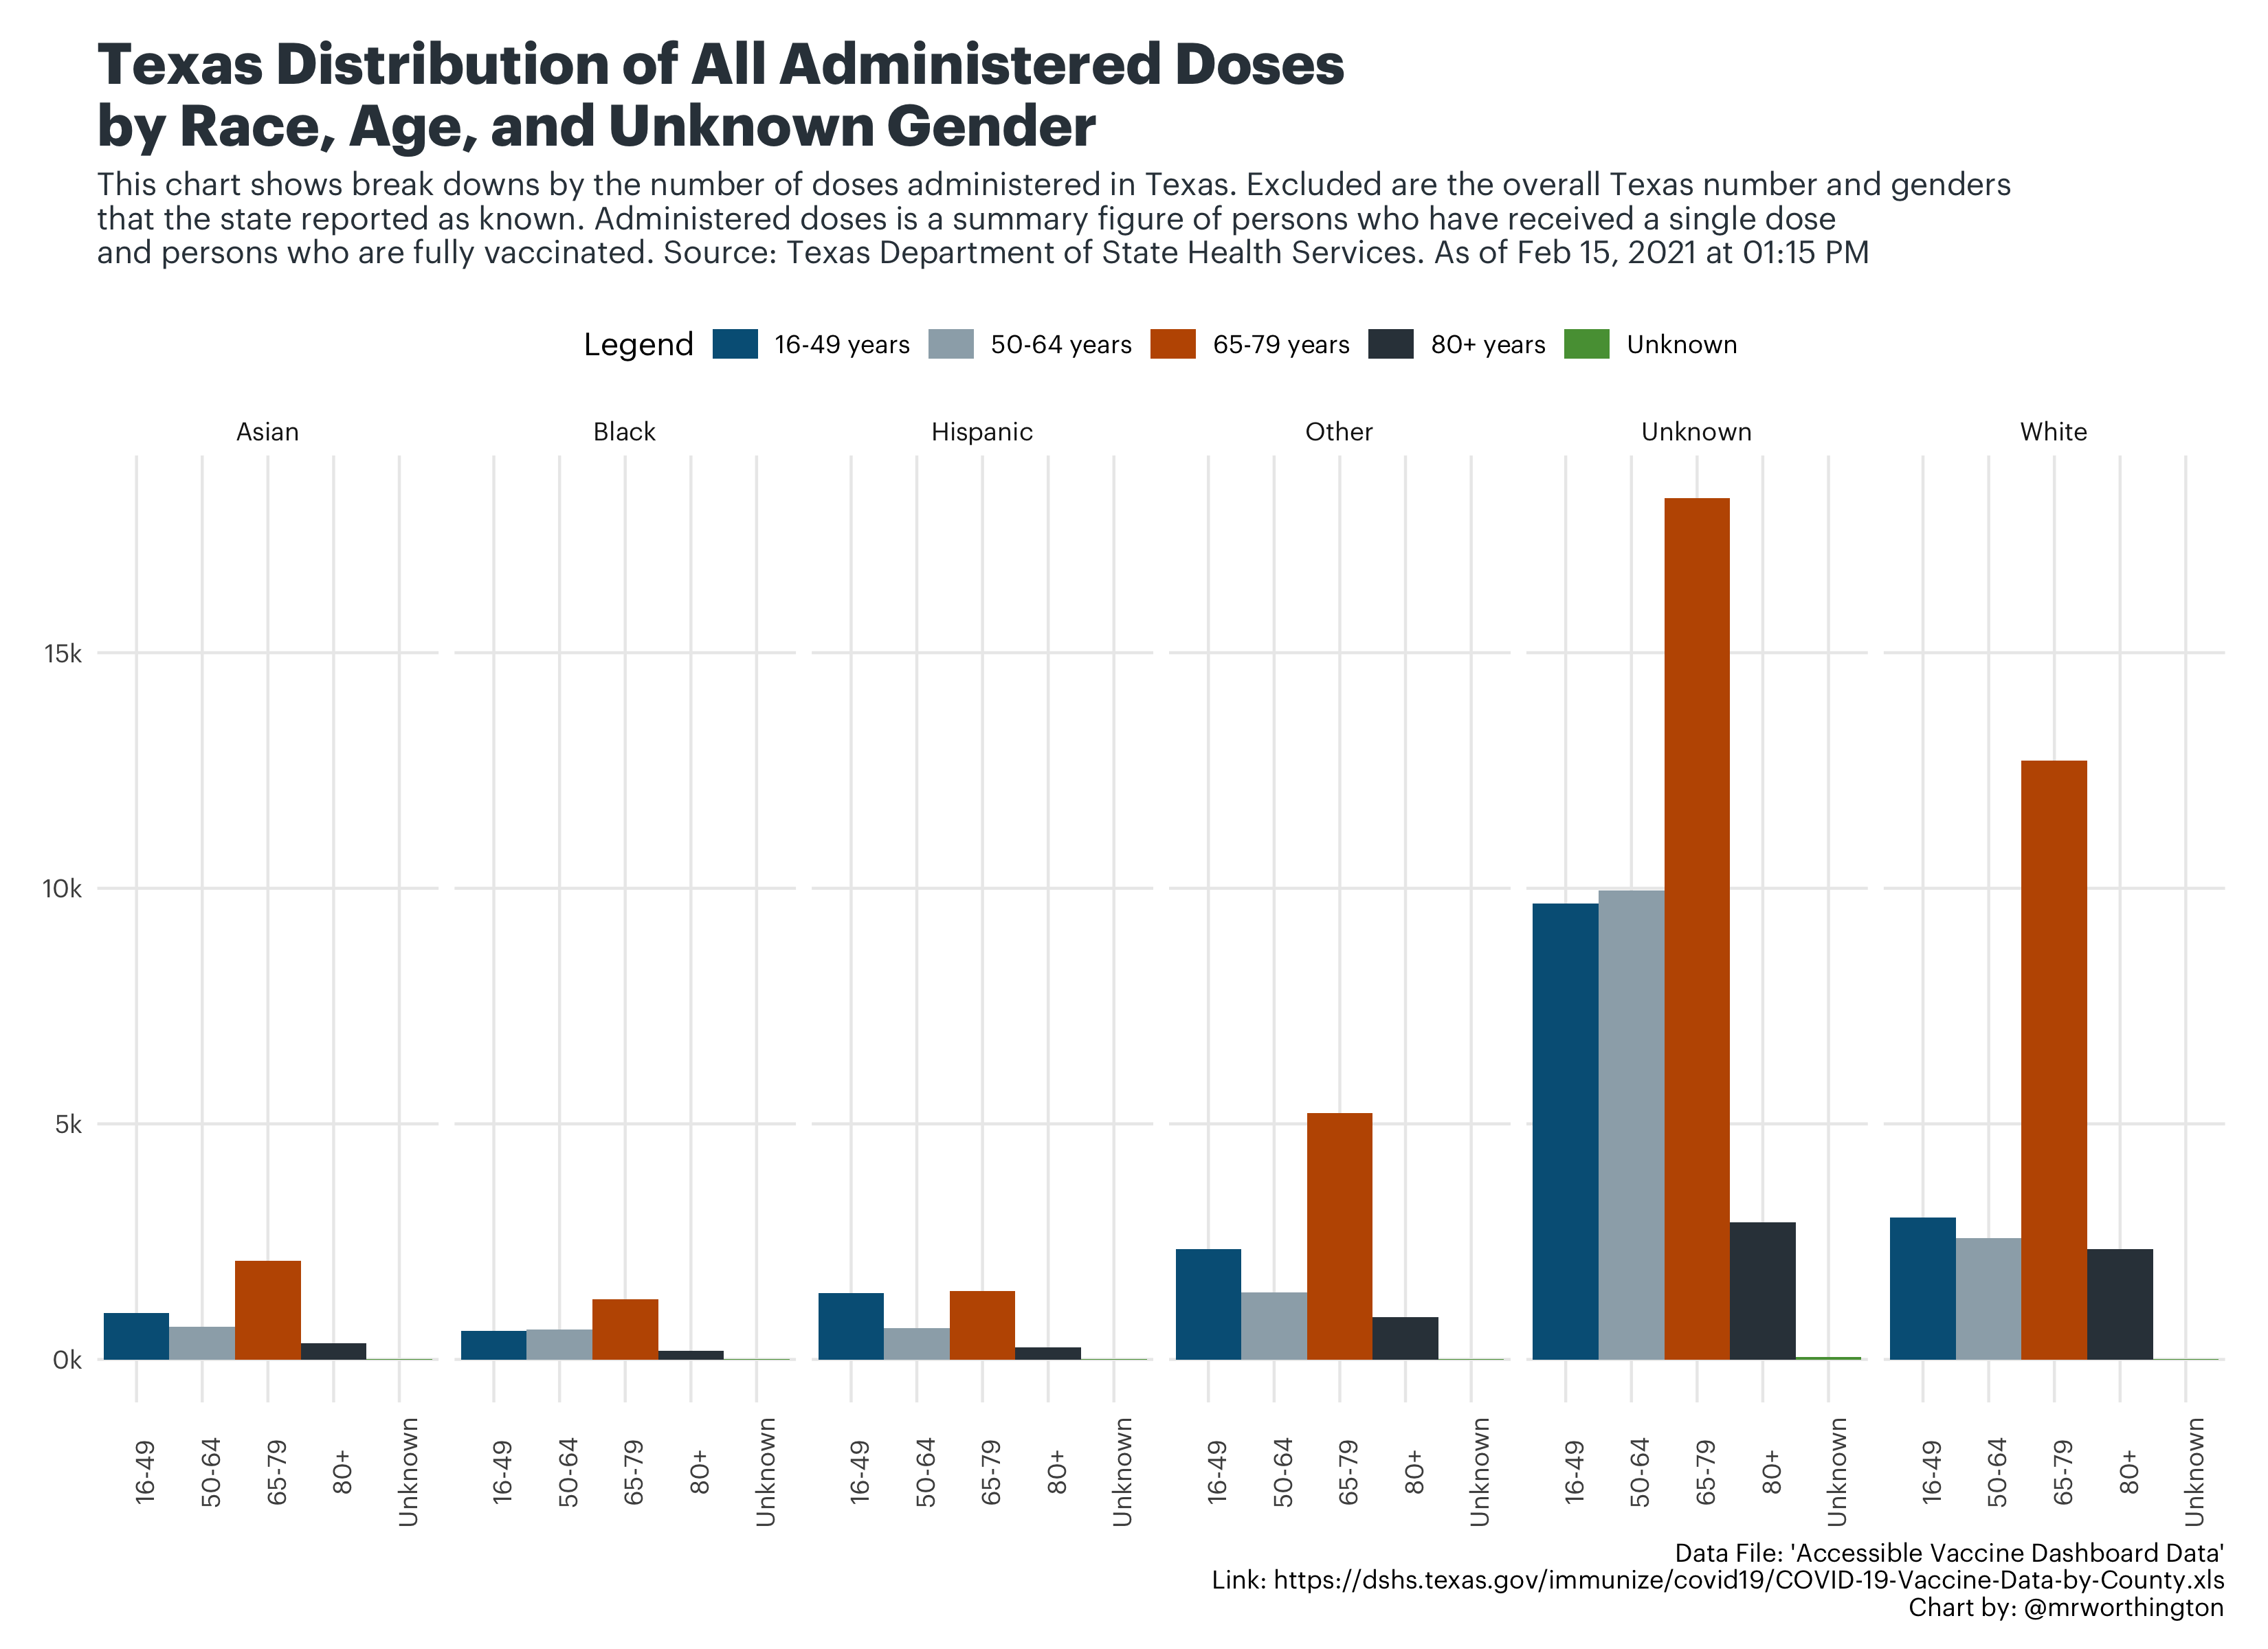 Texas Distribution of All Administered Doses
by Race, Age, and Unknown Gender
This chart shows break downs by the number of doses administered in Texas. Excluded are the overall Texas number and genders
that the state reported as known. Administered doses is a summary figure of persons who have received a single dose
and persons who are fully vaccinated. Source: Texas Department of State Health Services. As of Feb 15, 2021 at 01:15 PM
Legend 16-49 years 50-64 years 65-79 years 80+ years Unknown
Asian Black Hispanic Other Unknown White
15k
10k
5k
0k
16-49 50-64 65-79 80+ Unknown 16-49 50-64 65-79 80+ Unknown 16-49 50-64 65-79 80+ Unknown 16-49 50-64 65-79 80+ Unknown 16-49 50-64 65-79 80+ Unknown 16-49 50-64 65-79 80+ Unknown
Data File: 'Accessible Vaccine Dashboard Data'
Link: https://dshs.texas.gov/immunize/covid19/COVID-19-Vaccine-Data-by-County.xls
Chart by: @mrworthington